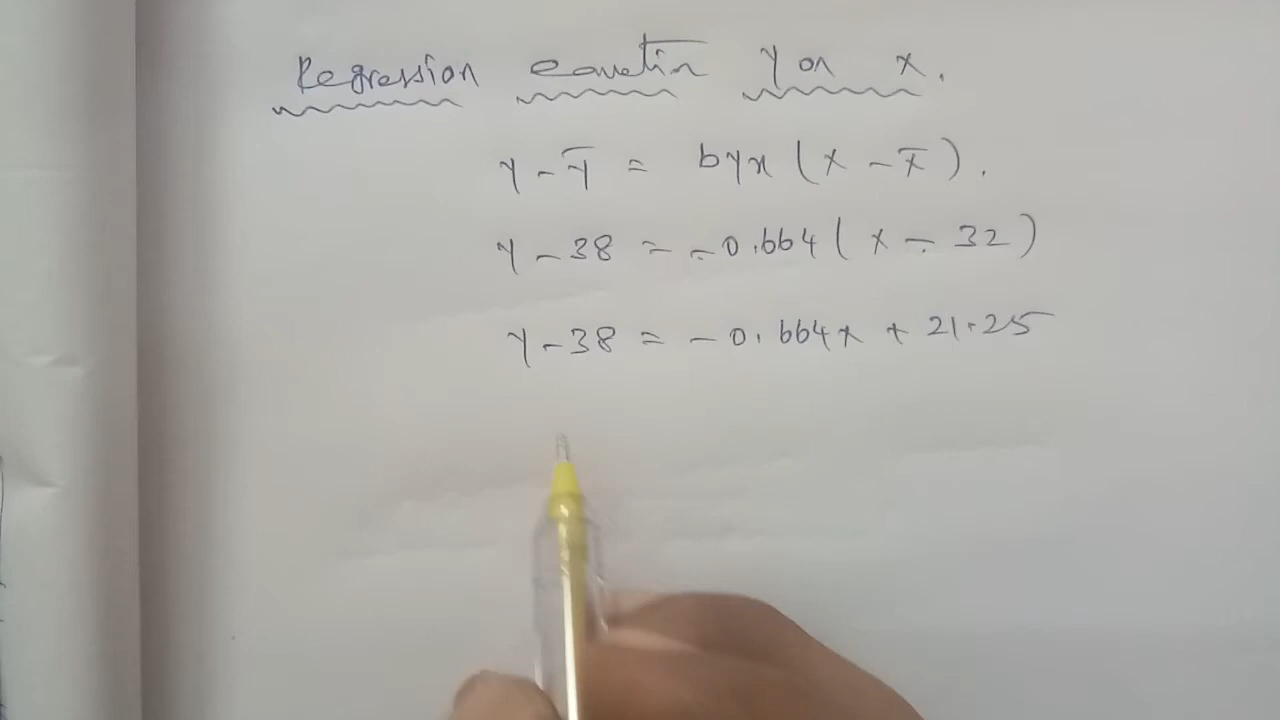 Regression equation y on x.
y - ȳ = byx (x - x̄).
y - 38 = -0.664 (x - 32)
y - 38 = -0.664x + 21.25